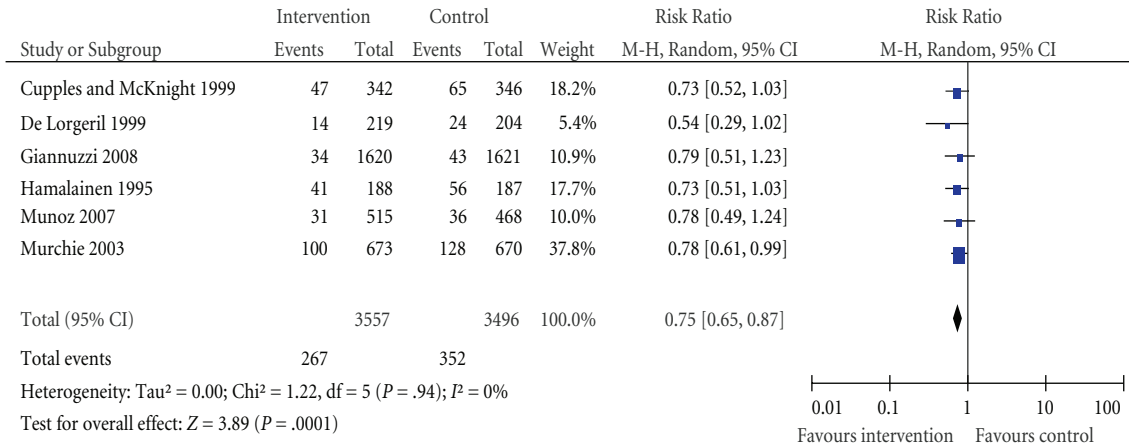 Intervention Control Risk Ratio Risk Ratio
Study or Subgroup Events Total Events Total Weight M-H, Random, 95% CI M-H, Random, 95% CI
Cupples and McKnight 1999 47 342 65 346 18.2% 0.73 [0.52, 1.03]
De Lorgeril 1999 14 219 24 204 5.4% 0.54 [0.29, 1.02]
Giannuzzi 2008 34 1620 43 1621 10.9% 0.79 [0.51, 1.23]
Hamalainen 1995 41 188 56 187 17.7% 0.73 [0.51, 1.03]
Munoz 2007 31 515 36 468 10.0% 0.78 [0.49, 1.24]
Murchie 2003 100 673 128 670 37.8% 0.78 [0.61, 0.99]
Total (95% CI) 3557 3496 100.0% 0.75 [0.65, 0.87]
Total events 267 352
Heterogeneity: Tau² = 0.00; Chi² = 1.22, df = 5 (P = .94); I² = 0%
Test for overall effect: Z = 3.89 (P = .0001)
0.01 0.1 1 10 100
Favours intervention Favours control